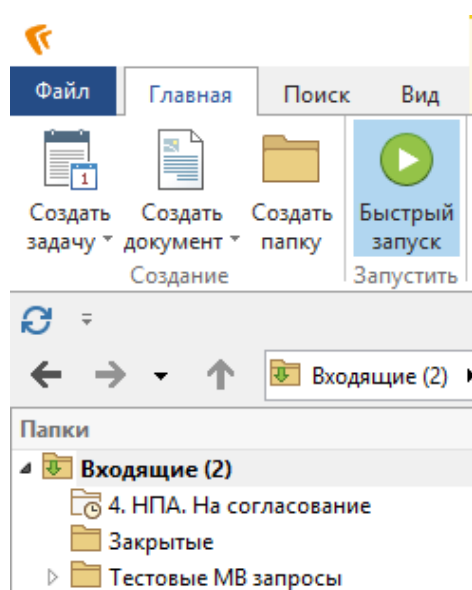 Файл Главная Поиск Вид
1
Создать Создать Создать Быстрый
задачу документ папку запуск
Создание Запустить
Входящие (2)
Папки
Входящие (2)
4. НПА. На согласование
Закрытые
Тестовые МВ запросы